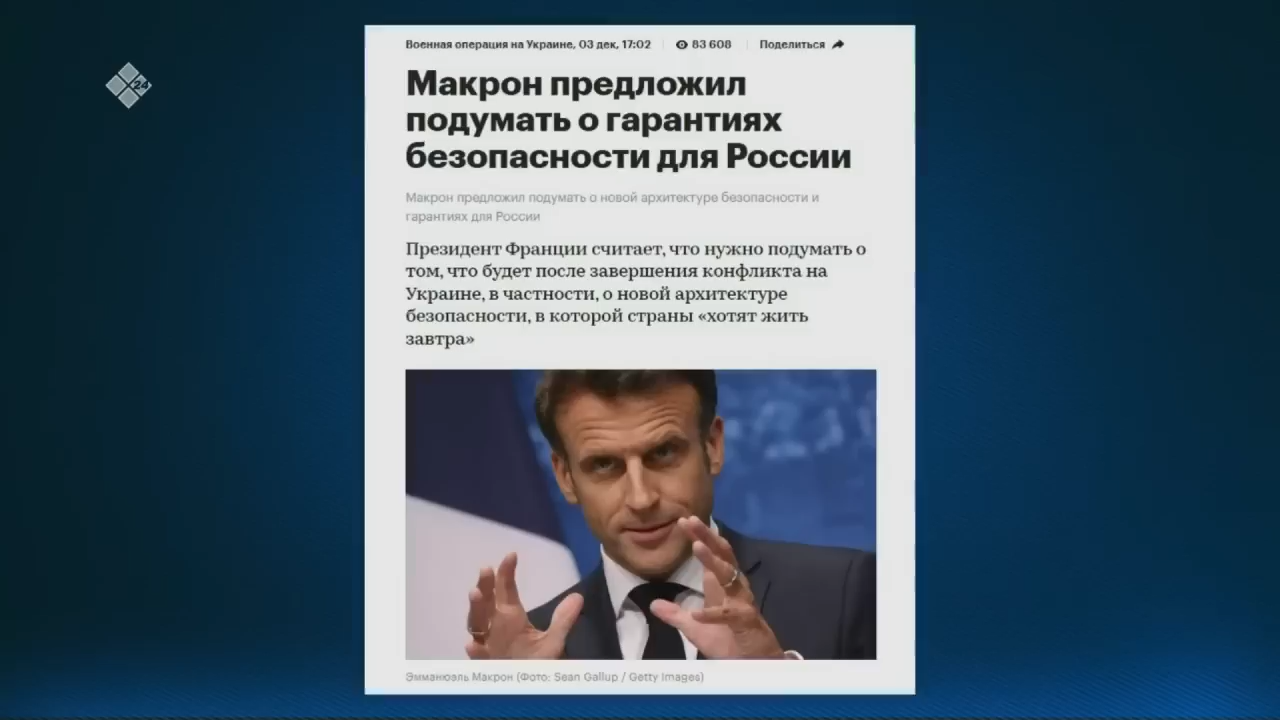 Военная операция на Украине, 03 дек, 17:02 83 608 Поделиться
24
Макрон предложил
подумать о гарантиях
безопасности для России
Макрон предложил подумать о новой архитектуре безопасности и
гарантиях для России
Президент Франции считает, что нужно подумать о
том, что будет после завершения конфликта на
Украине, в частности, о новой архитектуре
безопасности, в которой страны «хотят жить
завтра»
Эмманюэль Макрон (Фото: Sean Gallup / Getty Images)